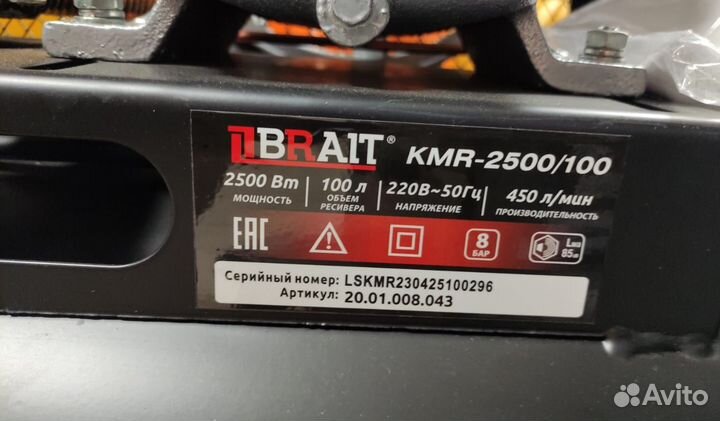 BRAIT® KMR-2500/100
2500 Вт 100 л 220В~50Гц 450 л/мин
МОЩНОСТЬ ОБЪЕМ РЕСИВЕРА НАПРЯЖЕНИЕ ПРОИЗВОДИТЕЛЬНОСТЬ
EAC 8 БАР LWA 85дБ
Серийный номер: LSKMR230425100296
Артикул: 20.01.008.043
Avito